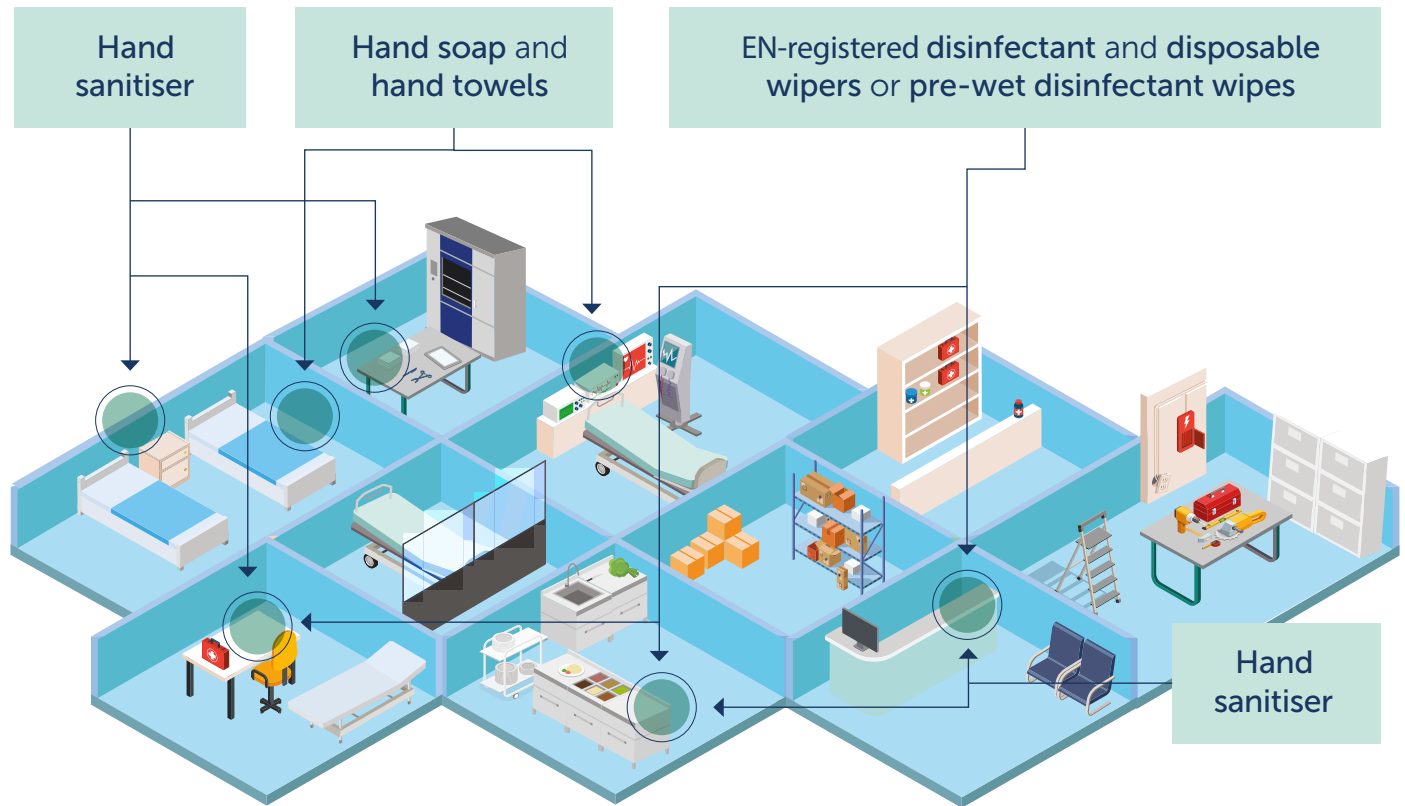 Hand
sanitiser
Hand soap and
hand towels
EN-registered disinfectant and disposable
wipers or pre-wet disinfectant wipes
Hand
sanitiser